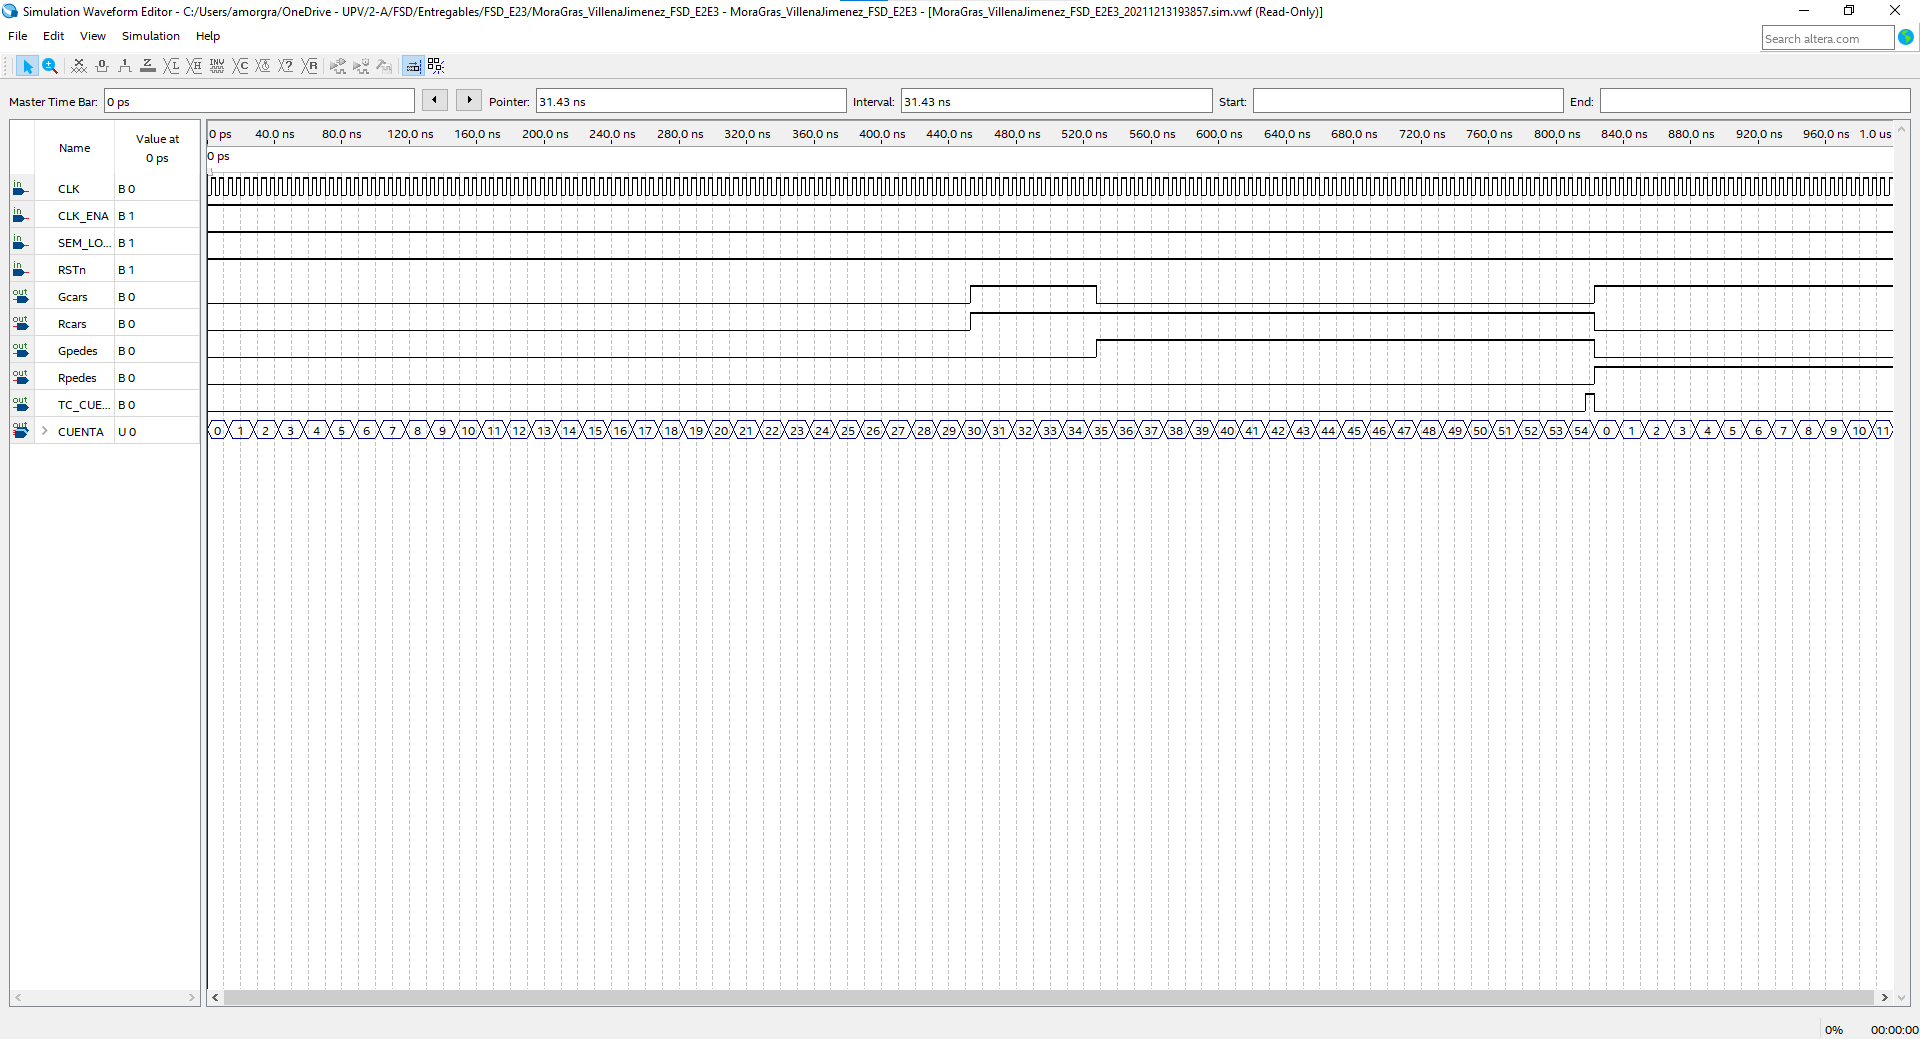 Simulation Waveform Editor - C:/Users/amorgra/OneDrive - UPV/2-A/FSD/Entregables/FSD_E23/MoraGras_VillenaJimenez_FSD_E2E3 - MoraGras_VillenaJimenez_FSD_E2E3 - [MoraGras_VillenaJimenez_FSD_E2E3_20211213193857.sim.vwf (Read-Only)]
File Edit View Simulation Help
Search altera.com
Master Time Bar: 0 ps Pointer: 31.43 ns Interval: 31.43 ns Start: End:
Name Value at 0 ps
0 ps 40.0 ns 80.0 ns 120.0 ns 160.0 ns 200.0 ns 240.0 ns 280.0 ns 320.0 ns 360.0 ns 400.0 ns 440.0 ns 480.0 ns 520.0 ns 560.0 ns 600.0 ns 640.0 ns 680.0 ns 720.0 ns 760.0 ns 800.0 ns 840.0 ns 880.0 ns 920.0 ns 960.0 ns 1.0 us
0 ps
in CLK B 0
in CLK_ENA B 1
in SEM_LO... B 1
in RSTn B 1
out Gcars B 0
out Rcars B 0
out Gpedes B 0
out Rpedes B 0
out TC_CUE... B 0
out CUENTA U 0 0 1 2 3 4 5 6 7 8 9 10 11 12 13 14 15 16 17 18 19 20 21 22 23 24 25 26 27 28 29 30 31 32 33 34 35 36 37 38 39 40 41 42 43 44 45 46 47 48 49 50 51 52 53 54 0 1 2 3 4 5 6 7 8 9 10 11
0% 00:00:00